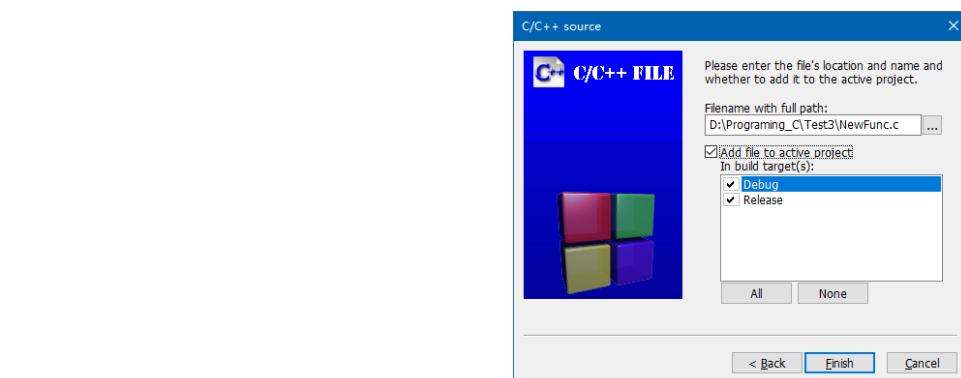 C/C++ source
C++ C/C++ FILE
Please enter the file's location and name and
whether to add it to the active project.
Filename with full path:
D:\Programing_C\Test3\NewFunc.c ...
Add file to active project
In build target(s):
Debug
Release
All None
< Back Finish Cancel